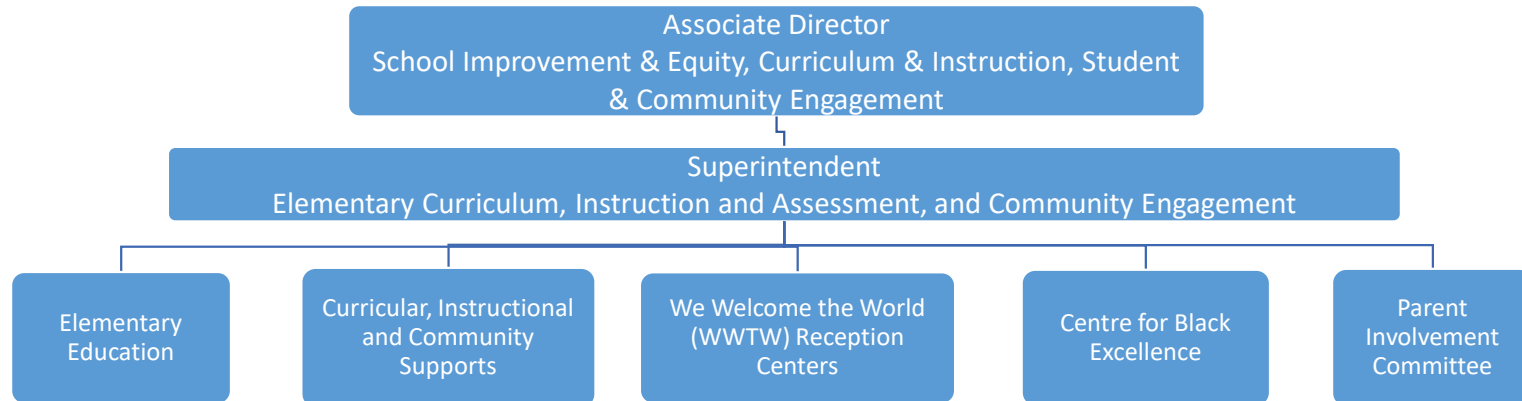 Associate Director
School Improvement & Equity, Curriculum & Instruction, Student
& Community Engagement
Superintendent
Elementary Curriculum, Instruction and Assessment, and Community Engagement
Elementary
Education
Curricular, Instructional
and Community
Supports
We Welcome the World
(WWTW) Reception
Centers
Centre for Black
Excellence
Parent
Involvement
Committee